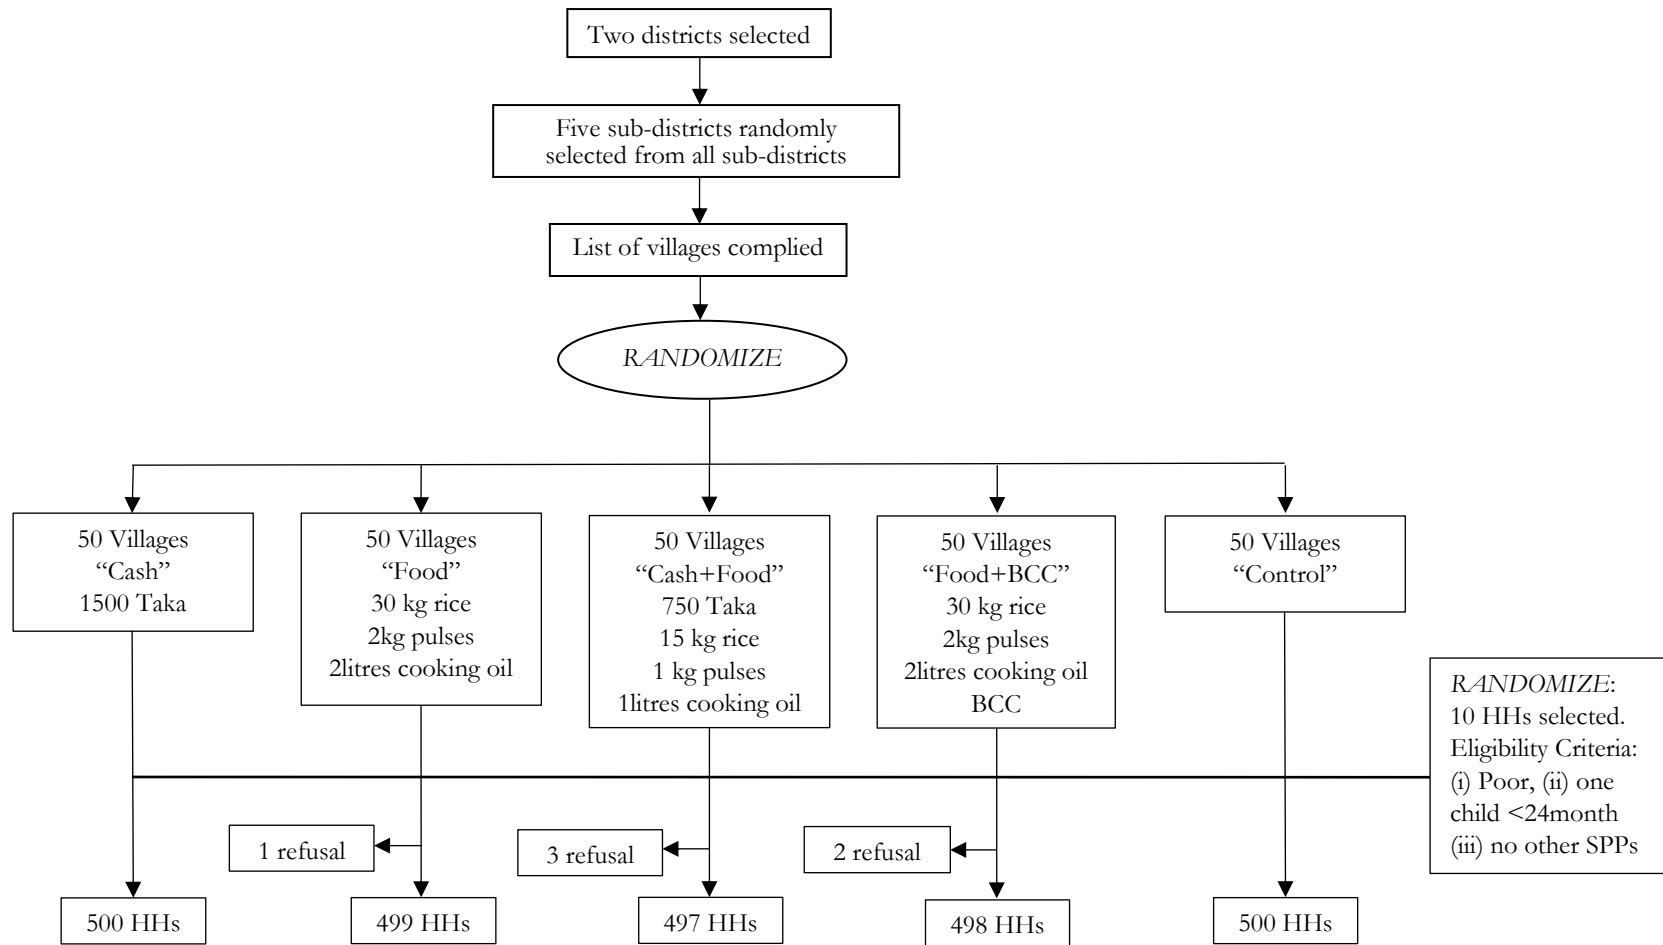 Two districts selected
Five sub-districts randomly
selected from all sub-districts
List of villages complied
RANDOMIZE
50 Villages
“Cash”
1500 Taka
50 Villages
“Food”
30 kg rice
2kg pulses
2litres cooking oil
50 Villages
“Cash+Food”
750 Taka
15 kg rice
1 kg pulses
1litres cooking oil
50 Villages
“Food+BCC”
30 kg rice
2kg pulses
2litres cooking oil
BCC
50 Villages
“Control”
RANDOMIZE:
10 HHs selected.
Eligibility Criteria:
(i) Poor, (ii) one
child <24month
(iii) no other SPPs
1 refusal
3 refusal
2 refusal
500 HHs
499 HHs
497 HHs
498 HHs
500 HHs